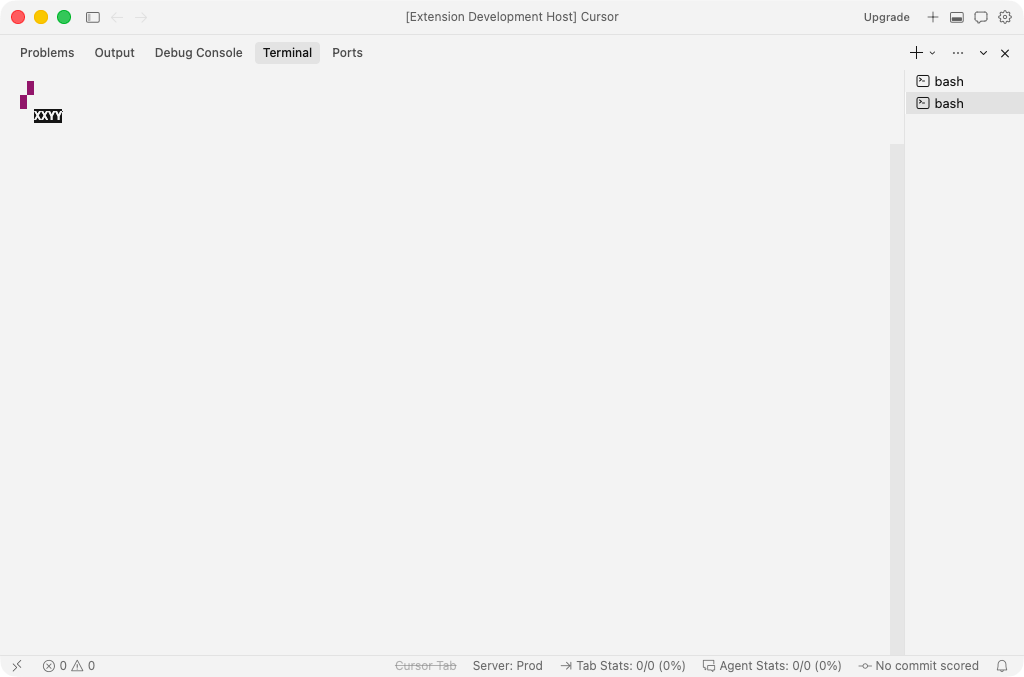 [Extension Development Host] Cursor
Upgrade
Problems Output Debug Console Terminal Ports
bash
bash
XXYY
0 0
Cursor Tab Server: Prod Tab Stats: 0/0 (0%) Agent Stats: 0/0 (0%) No commit scored